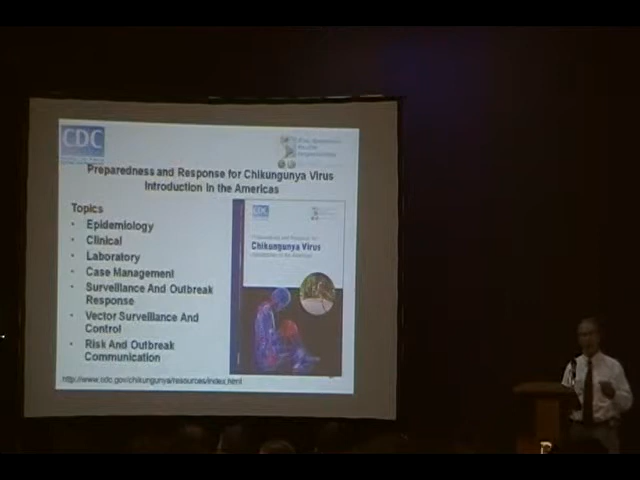 CDC
Preparedness and Response for Chikungunya Virus
Introduction In the Americas
Topics
• Epidemiology
• Clinical
• Laboratory
• Case Management
• Surveillance And Outbreak
Response
• Vector Surveillance And
Control
• Risk And Outbreak
Communication
http://www.cdc.gov/chikungunya/resources/index.html
CDC
Preparedness and Response for
Chikungunya Virus
Introduction in the Americas